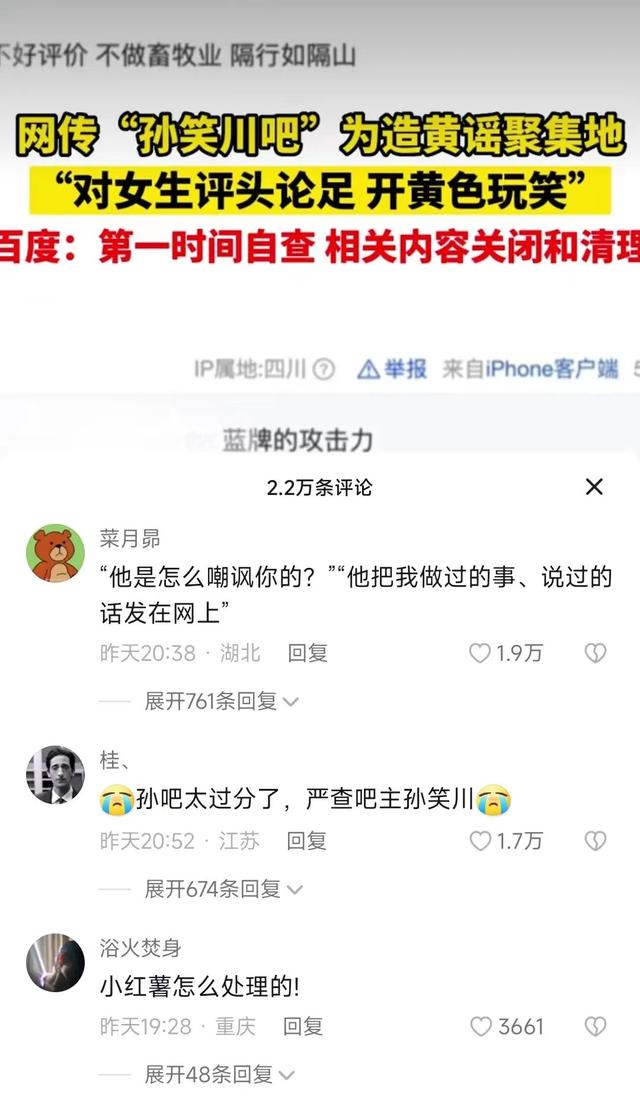 不好评价 不做畜牧业 隔行如隔山
网传“孙笑川吧”为造黄谣聚集地
“对女生评头论足 开黄色玩笑”
百度：第一时间自查 相关内容关闭和清理
IP属地:四川 举报 来自iPhone客户端 5
蓝牌的攻击力
2.2万条评论
菜月昴
“他是怎么嘲讽你的？”“他把我做过的事、说过的
话发在网上”
昨天20:38 · 湖北 回复 1.9万
展开761条回复
桂、
😭孙吧太过分了，严查吧主孙笑川😭
昨天20:52 · 江苏 回复 1.7万
展开674条回复
浴火焚身
小红薯怎么处理的!
昨天19:28 · 重庆 回复 3661
展开48条回复